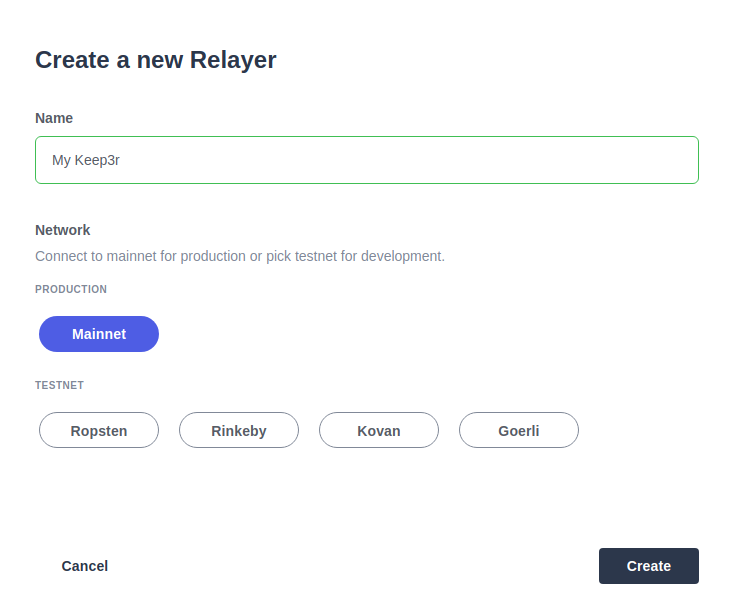 Create a new Relayer
Name
My Keep3r
Network
Connect to mainnet for production or pick testnet for development.
PRODUCTION
Mainnet
TESTNET
Ropsten Rinkeby Kovan Goerli
Cancel Create